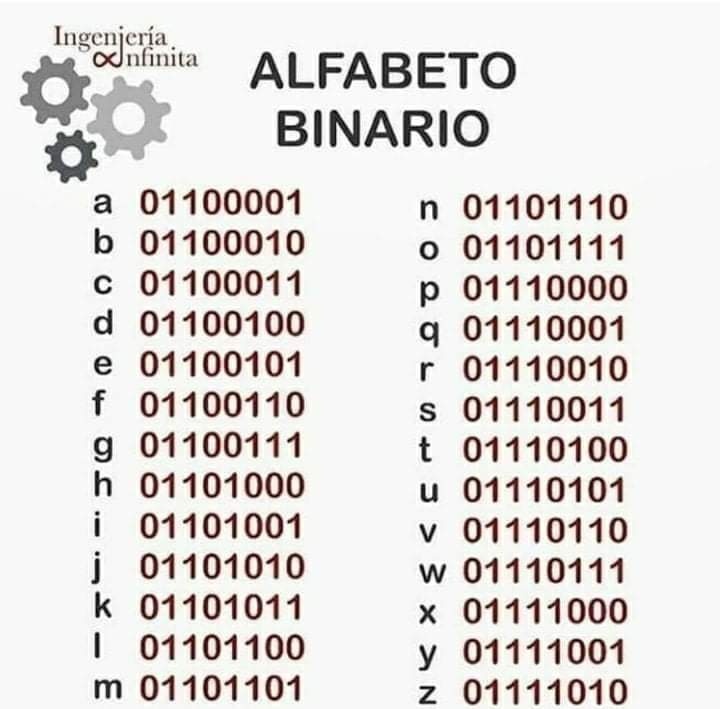 Ingeniería
∞Infinita
ALFABETO
BINARIO
a 01100001
b 01100010
c 01100011
d 01100100
e 01100101
f 01100110
g 01100111
h 01101000
i 01101001
j 01101010
k 01101011
l 01101100
m 01101101
n 01101110
o 01101111
p 01110000
q 01110001
r 01110010
s 01110011
t 01110100
u 01110101
v 01110110
w 01110111
x 01111000
y 01111001
z 01111010